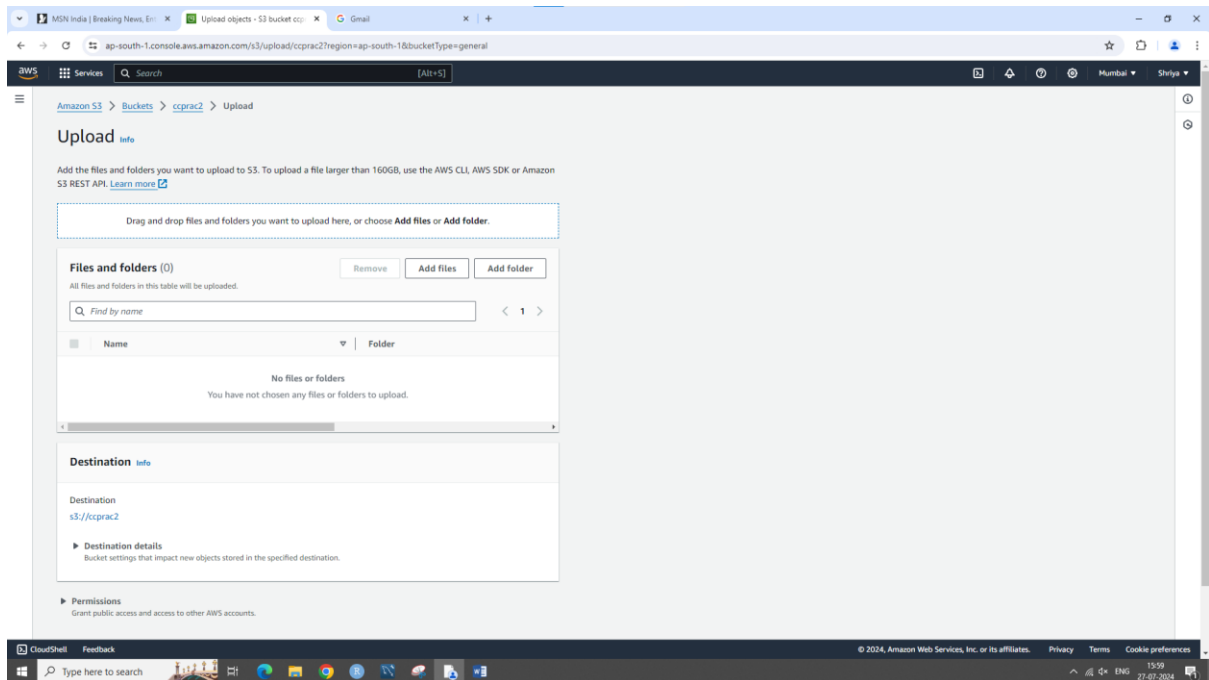 MSN India | Breaking News, Ent
Upload objects - S3 bucket ccp
Gmail
ap-south-1.console.aws.amazon.com/s3/upload/ccprac2?region=ap-south-1&bucketType=general
aws
Services
Search
[Alt+S]
Mumbai
Shriya
Amazon S3 > Buckets > ccprac2 > Upload
Upload Info
Add the files and folders you want to upload to S3. To upload a file larger than 160GB, use the AWS CLI, AWS SDK or Amazon
S3 REST API. Learn more
Drag and drop files and folders you want to upload here, or choose Add files or Add folder.
Files and folders (0)
Remove
Add files
Add folder
All files and folders in this table will be uploaded.
Find by name
1
Name
Folder
No files or folders
You have not chosen any files or folders to upload.
Destination Info
Destination
s3://ccprac2
Destination details
Bucket settings that impact new objects stored in the specified destination.
Permissions
Grant public access and access to other AWS accounts.
CloudShell
Feedback
© 2024, Amazon Web Services, Inc. or its affiliates.
Privacy
Terms
Cookie preferences
Type here to search
ENG
15:59
27-07-2024